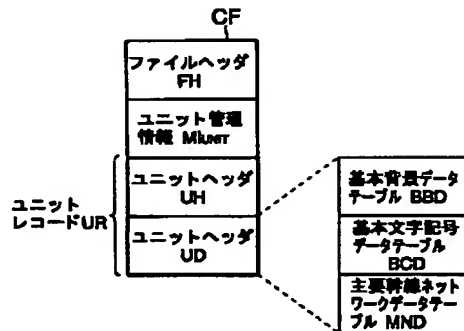 CF
ファイルヘッダ
FH
ユニット管理
情報 MIUNIT
ユニットヘッダ
UH
ユニットヘッダ
UD
ユニット
レコードUR
基本背景データ
テーブル BBD
基本文字記号
データテーブル
BCD
主要幹線ネット
ワークデータテー
ブル MND